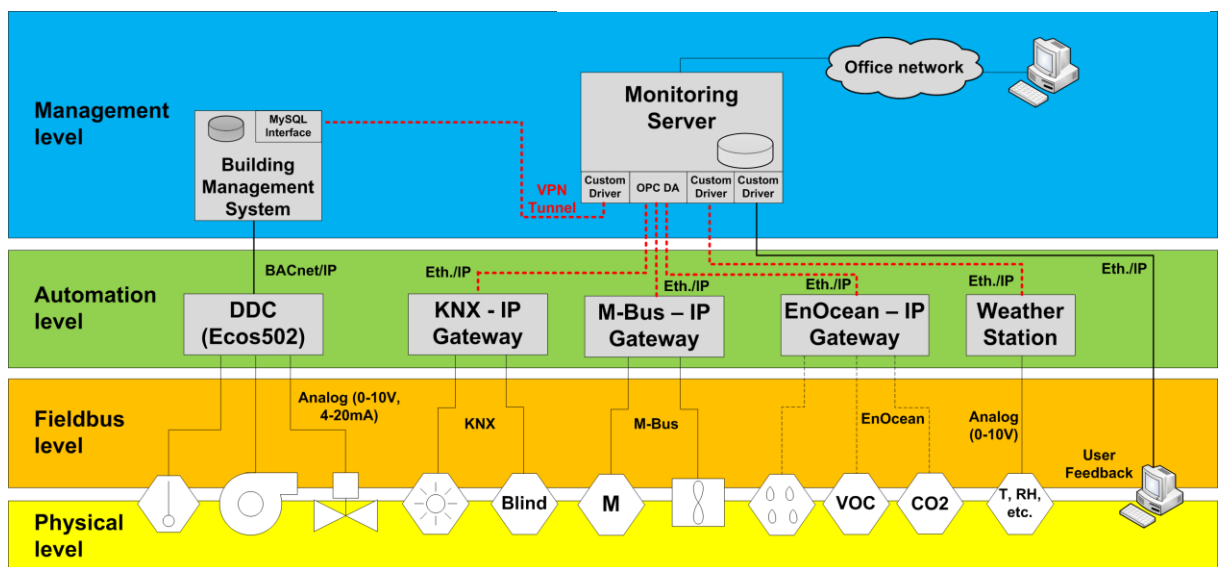 Management
level
MySQL
Interface
Building
Management
System
VPN
Tunnel
Monitoring
Server
Custom
Driver
OPC DA
Custom
Driver
Custom
Driver
Office network
Automation
level
BACnet/IP
DDC
(Ecos502)
Eth./IP
KNX - IP
Gateway
Eth./IP
M-Bus – IP
Gateway
Eth./IP
EnOcean – IP
Gateway
Eth./IP
Weather
Station
Eth./IP
Fieldbus
level
Analog (0-10V,
4-20mA)
KNX
M-Bus
EnOcean
Analog
(0-10V)
User
Feedback
Physical
level
Blind
M
VOC
CO2
T, RH,
etc.